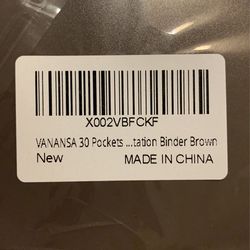 X002VBFCKF
VANANSA 30 Pockets ...tation Binder Brown
New MADE IN CHINA